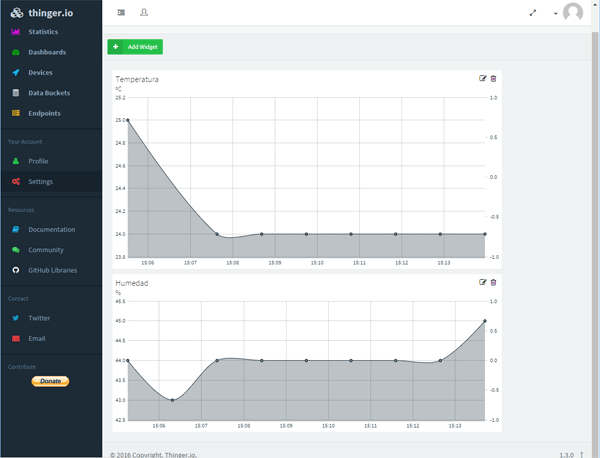 thinger.io
Statistics
Dashboards
Devices
Data Buckets
Endpoints
Your Account
Profile
Settings
Resources
Documentation
Community
GitHub Libraries
Contact
Twitter
Email
Contribute
Donate
Add Widget
Temperatura
ºC
25.2
25.0
24.8
24.6
24.4
24.2
24.0
23.8
1.0
0.5
0.0
-0.5
-1.0
15:06 15:07 15:08 15:09 15:10 15:11 15:12 15:13
Humedad
%
45.5
45.0
44.5
44.0
43.5
43.0
42.5
1.0
0.5
0.0
-0.5
-1.0
15:06 15:07 15:08 15:09 15:10 15:11 15:12 15:13
© 2016 Copyright. Thinger.io. 1.3.0